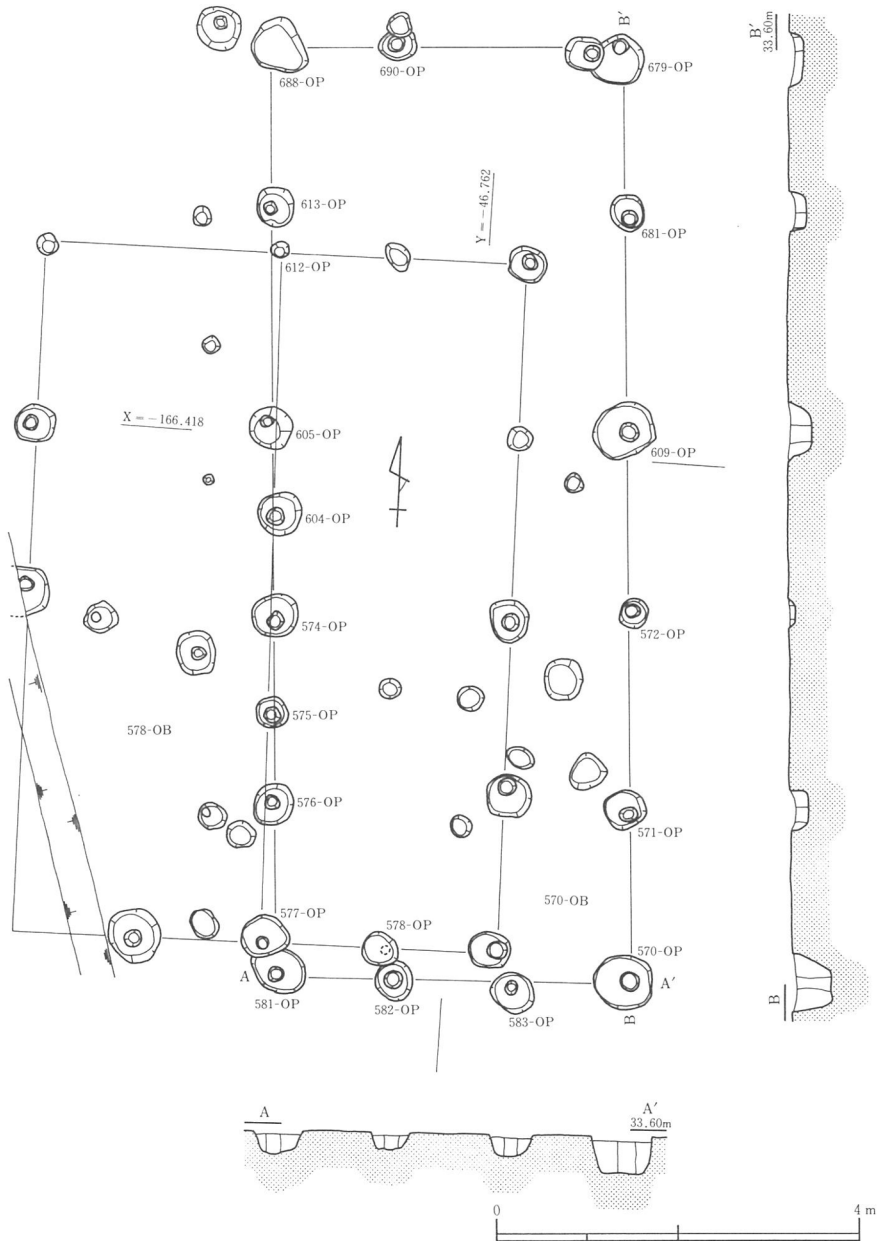 B′
B′
33.60m
688-OP
690-OP
679-OP
613-OP
Y=-46.762
681-OP
612-OP
X=-166.418
605-OP
609-OP
604-OP
574-OP
572-OP
575-OP
578-OB
576-OP
571-OP
570-OB
577-OP
578-OP
570-OP
A
A′
581-OP
582-OP
583-OP
B
B
A
A′
33.60m
0
4 m